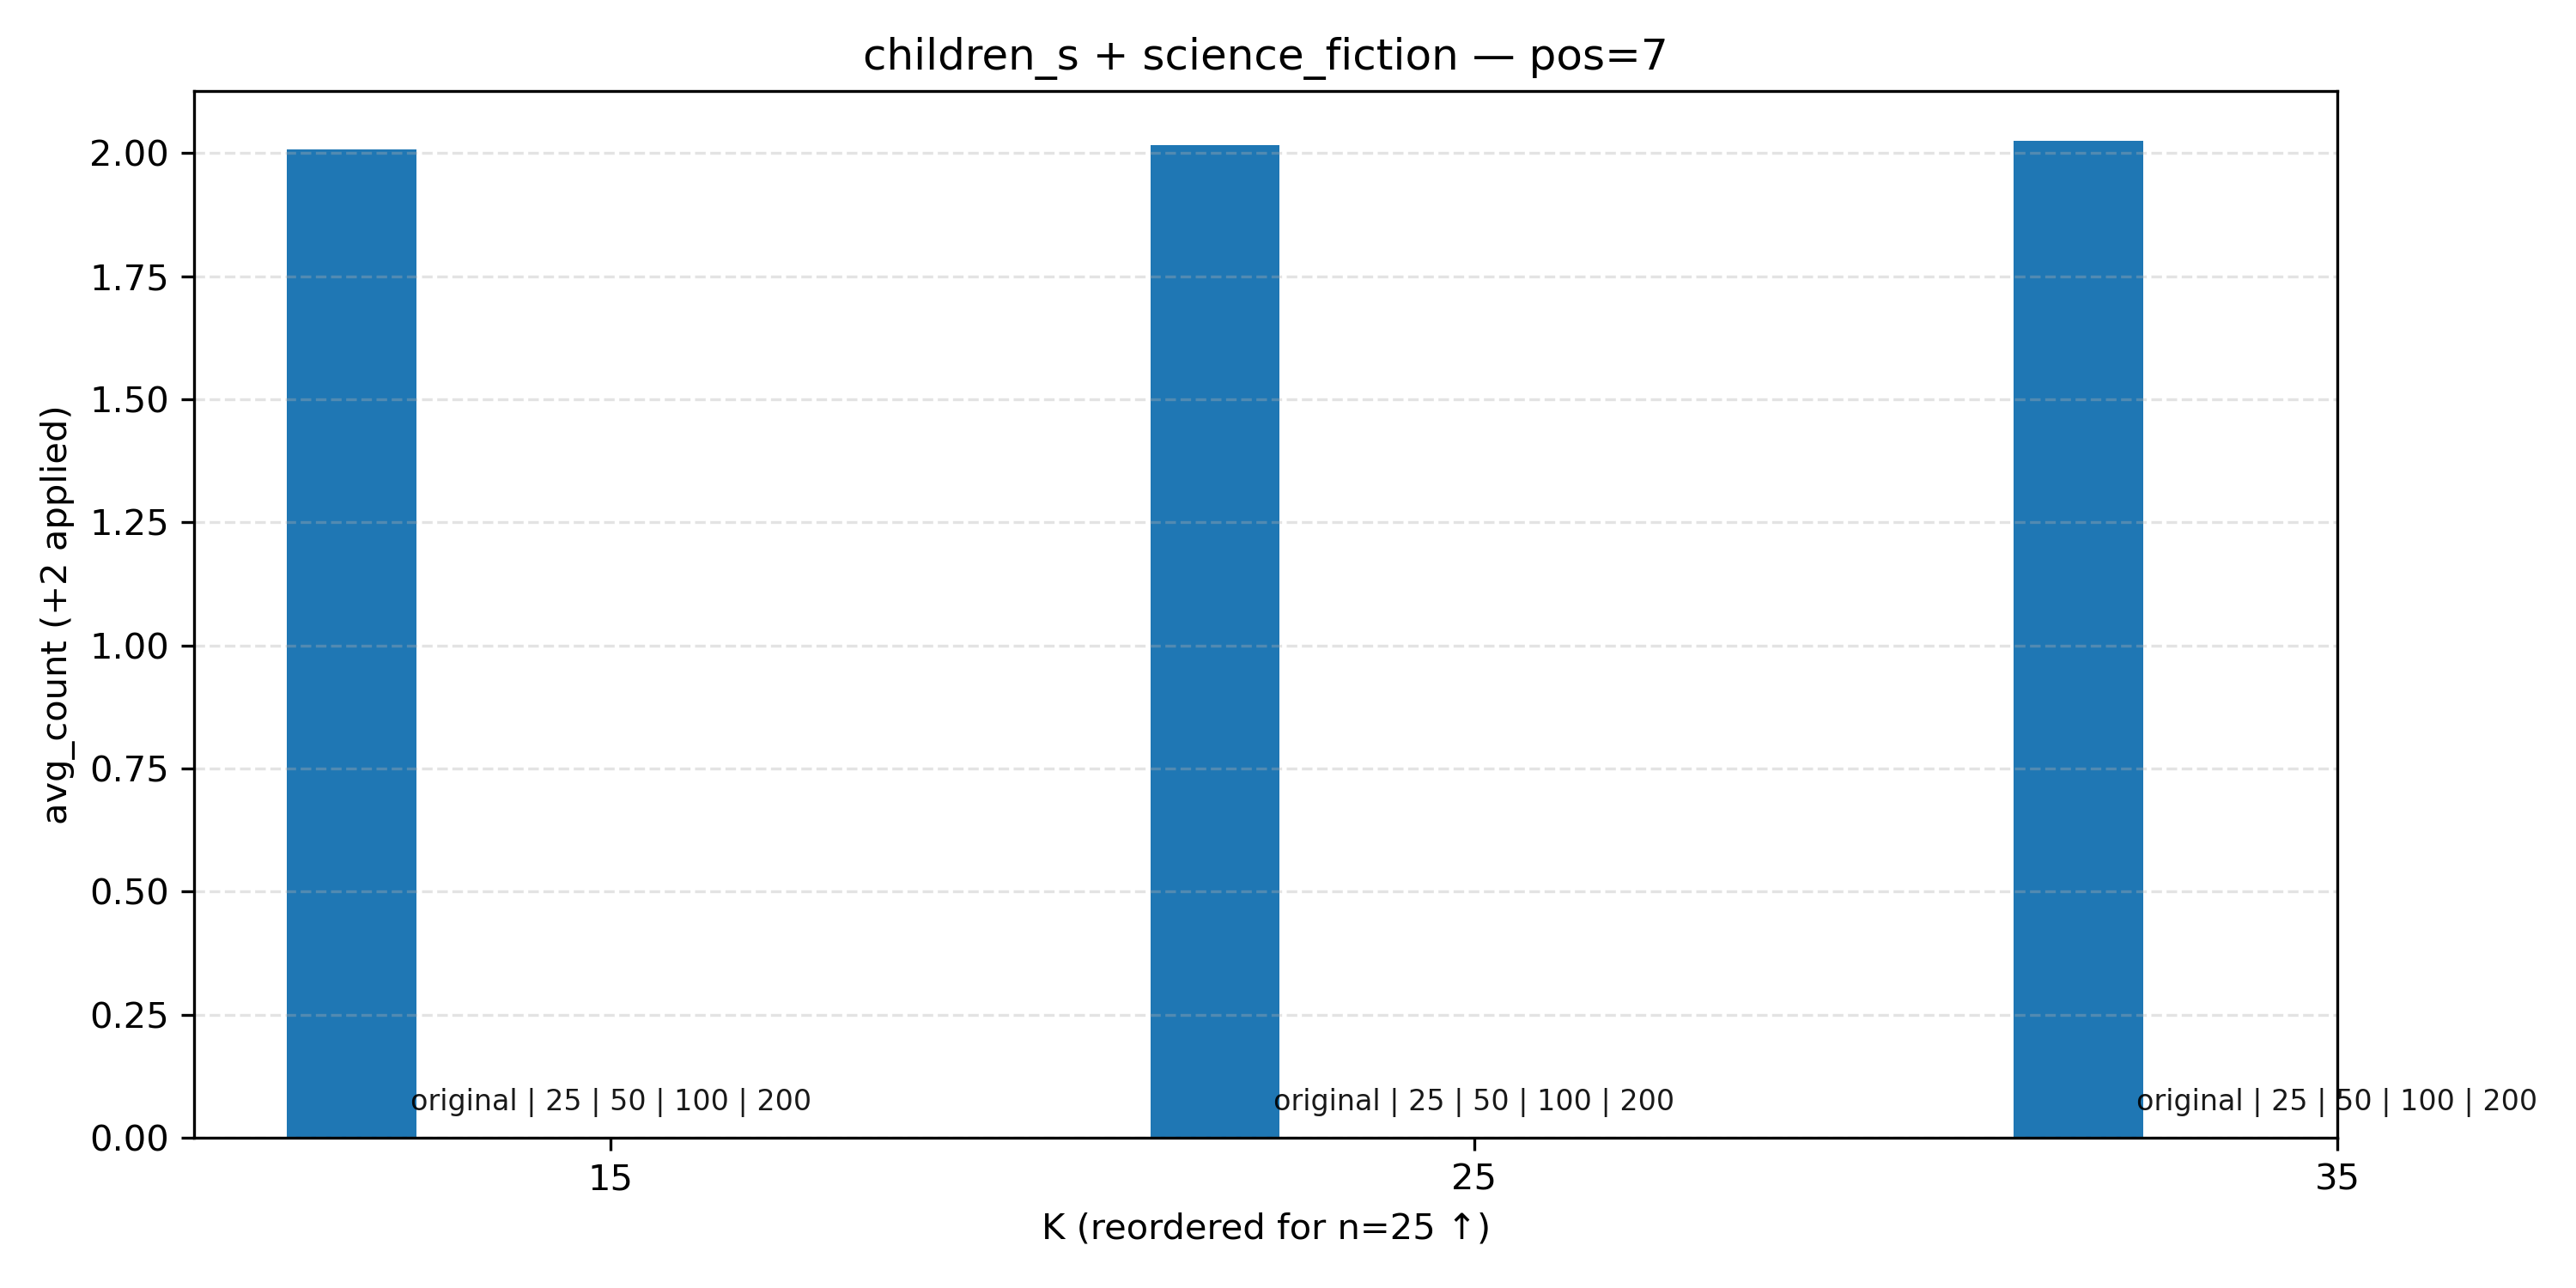 children_s + science_fiction — pos=7
avg_count (+2 applied)
2.00
1.75
1.50
1.25
1.00
0.75
0.50
0.25
0.00
original | 25 | 50 | 100 | 200
original | 25 | 50 | 100 | 200
original | 25 | 50 | 100 | 200
15
25
35
K (reordered for n=25 ↑)